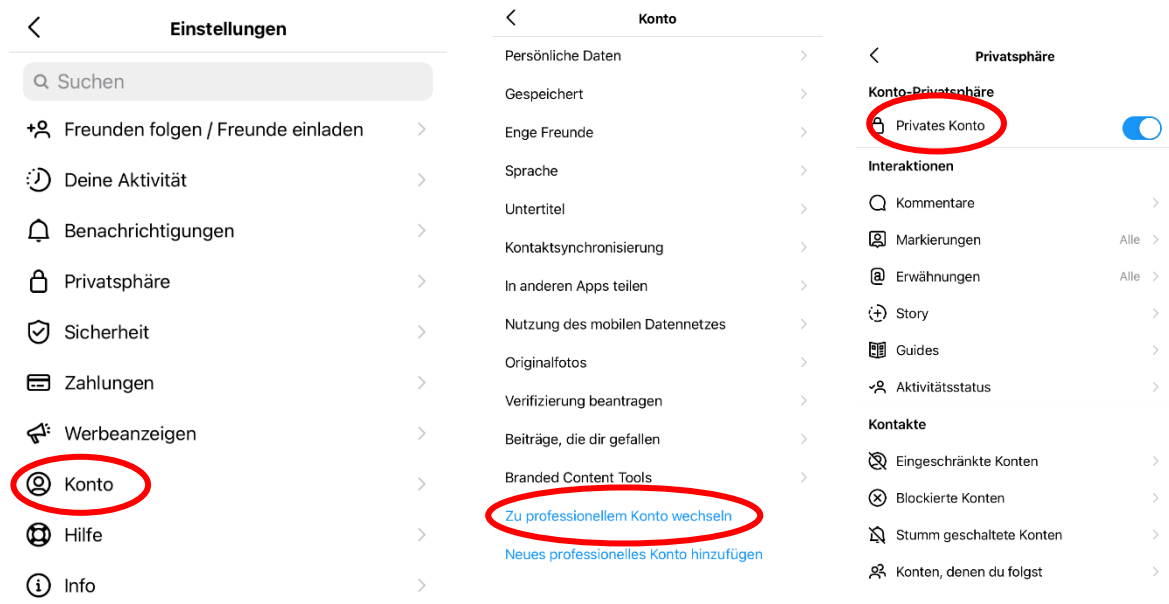 Einstellungen
Suchen
Freunden folgen / Freunde einladen
Deine Aktivität
Benachrichtigungen
Privatsphäre
Sicherheit
Zahlungen
Werbeanzeigen
Konto
Hilfe
Info
Konto
Persönliche Daten
Gespeichert
Enge Freunde
Sprache
Untertitel
Kontaktsynchronisierung
In anderen Apps teilen
Nutzung des mobilen Datennetzes
Originalfotos
Verifizierung beantragen
Beiträge, die dir gefallen
Branded Content Tools
Zu professionellem Konto wechseln
Neues professionelles Konto hinzufügen
Privatsphäre
Konto-Privatsphäre
Privates Konto
Interaktionen
Kommentare
Markierungen Alle
Erwähnungen Alle
Story
Guides
Aktivitätsstatus
Kontakte
Eingeschränkte Konten
Blockierte Konten
Stumm geschaltete Konten
Konten, denen du folgst